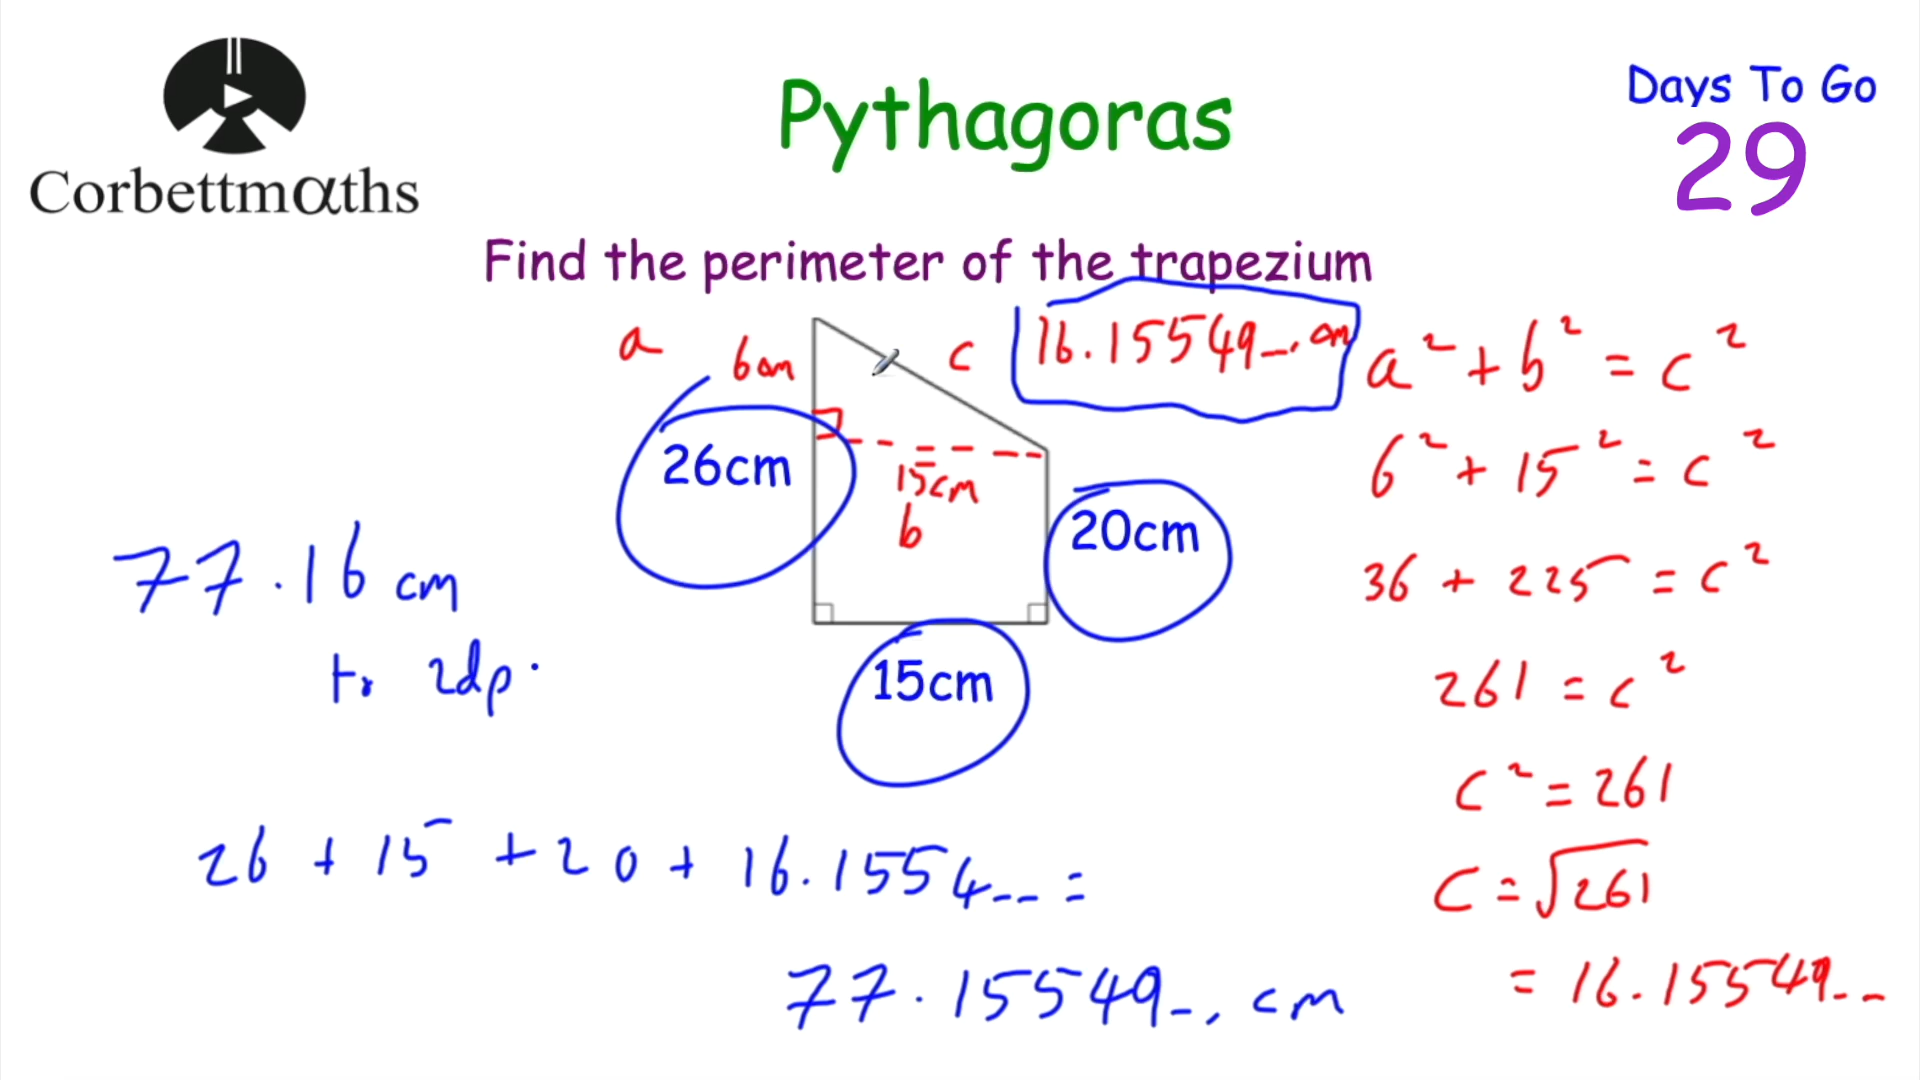 Corbettmαths
Pythagoras
Days To Go
29
Find the perimeter of the trapezium
a
6cm
c
16.15549... cm
26cm
15cm
b
20cm
15cm
a² + b² = c²
6² + 15² = c²
36 + 225 = c²
261 = c²
c² = 261
c = √261
= 16.15549...
77.16 cm
to 2dp.
26 + 15 + 20 + 16.1554... =
77.15549... cm